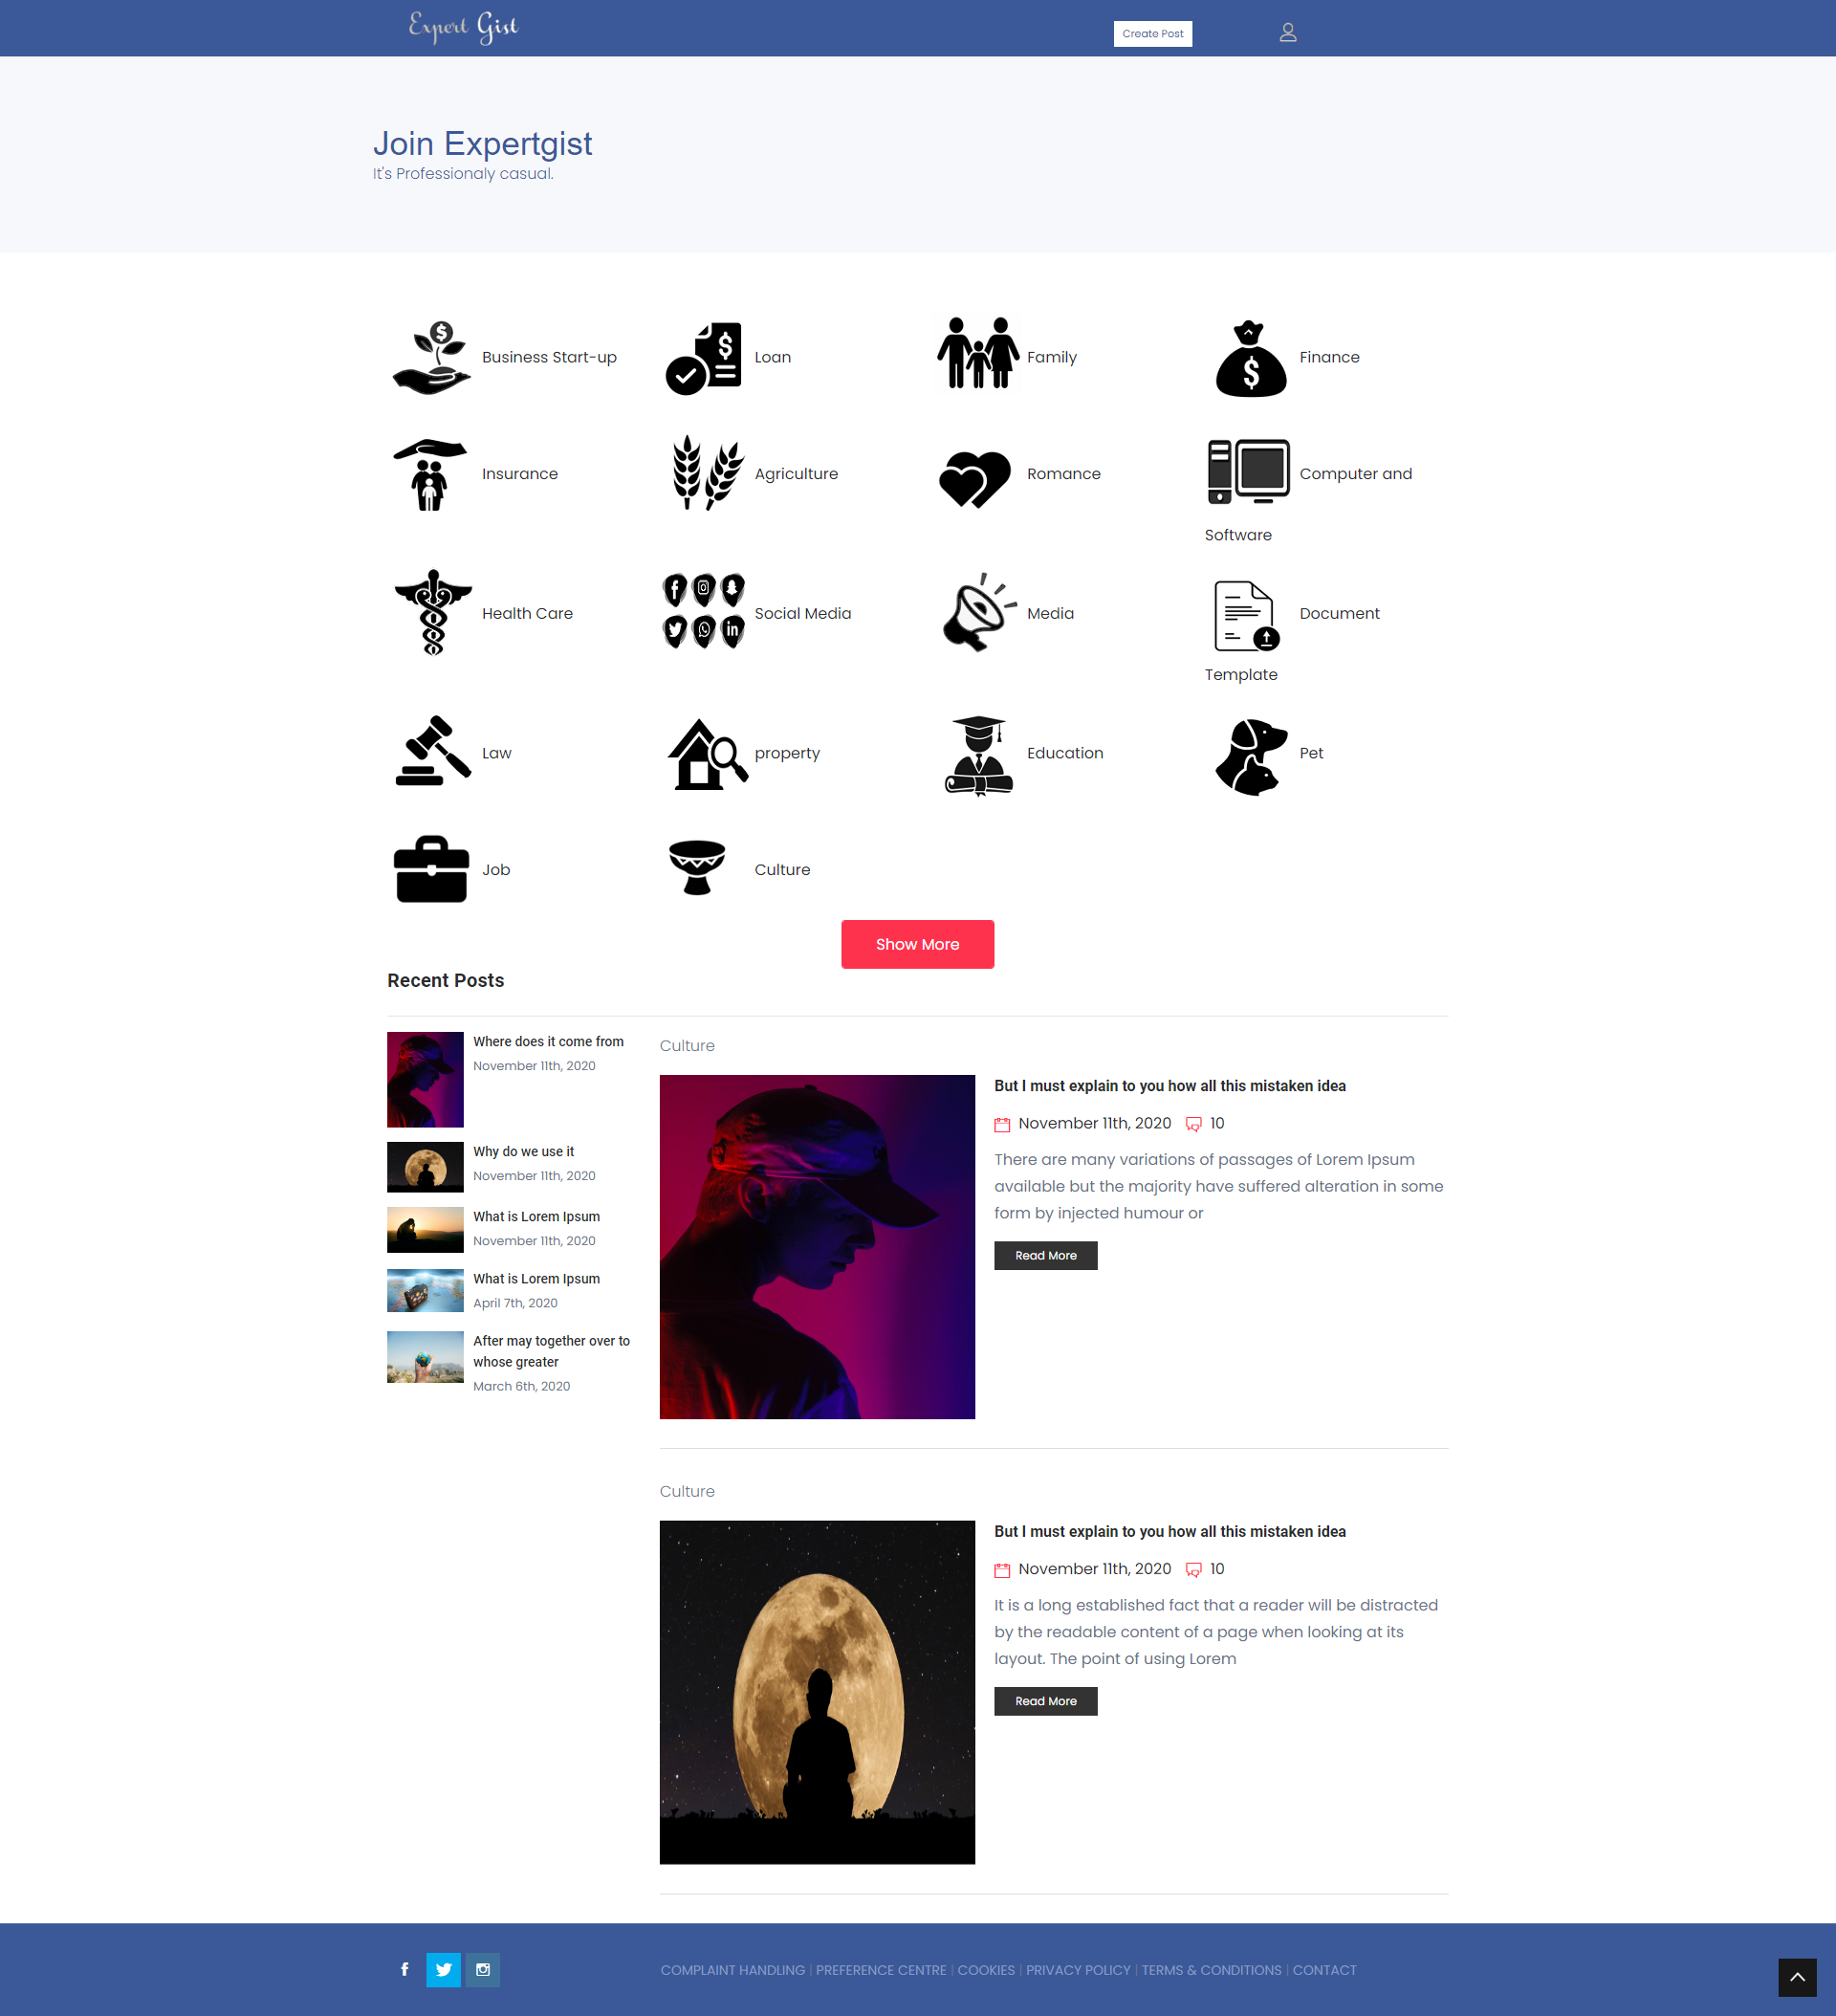 Expert Gist
Create Post
Join Expertgist
It's Professionaly casual.
Business Start-up
Loan
Family
Finance
Insurance
Agriculture
Romance
Computer and
Software
Health Care
Social Media
Media
Document
Template
Law
property
Education
Pet
Job
Culture
Show More
Recent Posts
Where does it come from
November 11th, 2020
Why do we use it
November 11th, 2020
What is Lorem Ipsum
November 11th, 2020
What is Lorem Ipsum
April 7th, 2020
After may together over to
whose greater
March 6th, 2020
Culture
But I must explain to you how all this mistaken idea
November 11th, 2020 10
There are many variations of passages of Lorem Ipsum
available but the majority have suffered alteration in some
form by injected humour or
Read More
Culture
But I must explain to you how all this mistaken idea
November 11th, 2020 10
It is a long established fact that a reader will be distracted
by the readable content of a page when looking at its
layout. The point of using Lorem
Read More
COMPLAINT HANDLING | PREFERENCE CENTRE | COOKIES | PRIVACY POLICY | TERMS & CONDITIONS | CONTACT